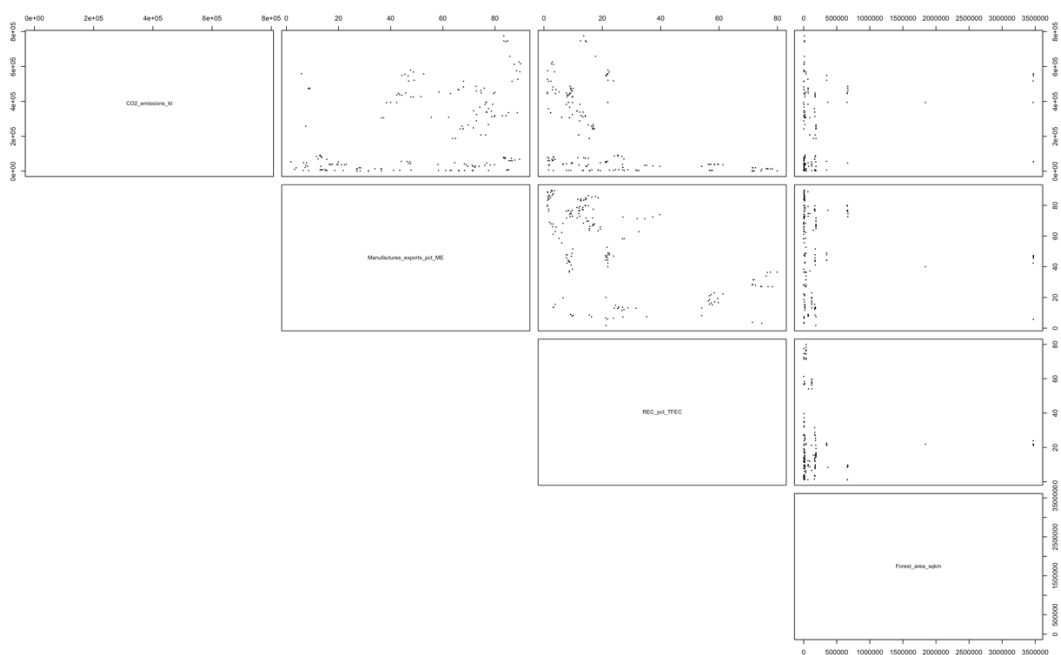 0e+00 2e+05 4e+05 6e+05 8e+05 0 20 40 60 80 0 20 40 60 80 0 500000 1000000 1500000 2000000 2500000 3000000 3500000
CO2_emissions_kt
0e+00 2e+05 4e+05 6e+05 8e+05
Manufactures_exports_pct_ME
0 20 40 60 80
REC_pct_TFEC
0 20 40 60 80
Forest_area_sqkm
0 500000 1500000 2500000 3500000
0 500000 1000000 1500000 2000000 2500000 3000000 3500000